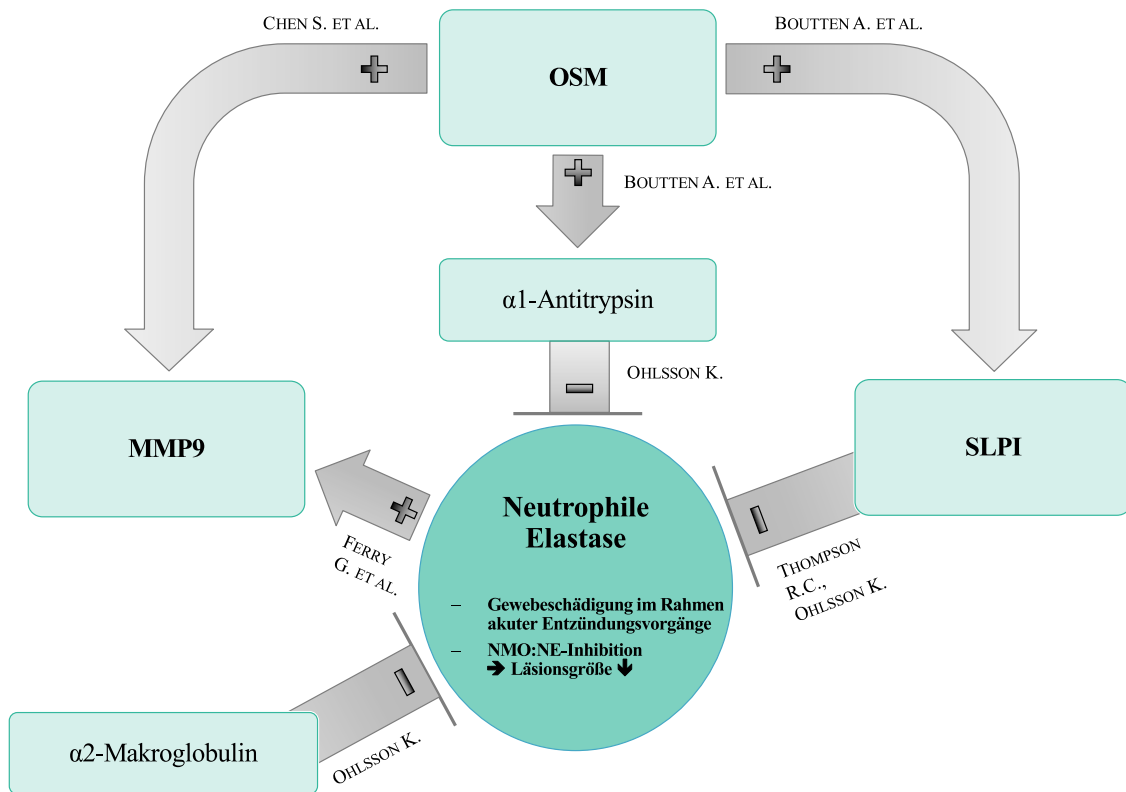 CHEN S. ET AL.
BOUTTEN A. ET AL.
OSM
+
+
+
BOUTTEN A. ET AL.
α1-Antitrypsin
OHLSSON K.
−
MMP9
SLPI
Neutrophile
Elastase
+
−
FERRY
G. ET AL.
THOMPSON
R.C.,
OHLSSON K.
– Gewebeschädigung im Rahmen
akuter Entzündungsvorgänge
– NMO:NE-Inhibition
➔ Läsionsgröße 🡻
−
α2-Makroglobulin
OHLSSON K.